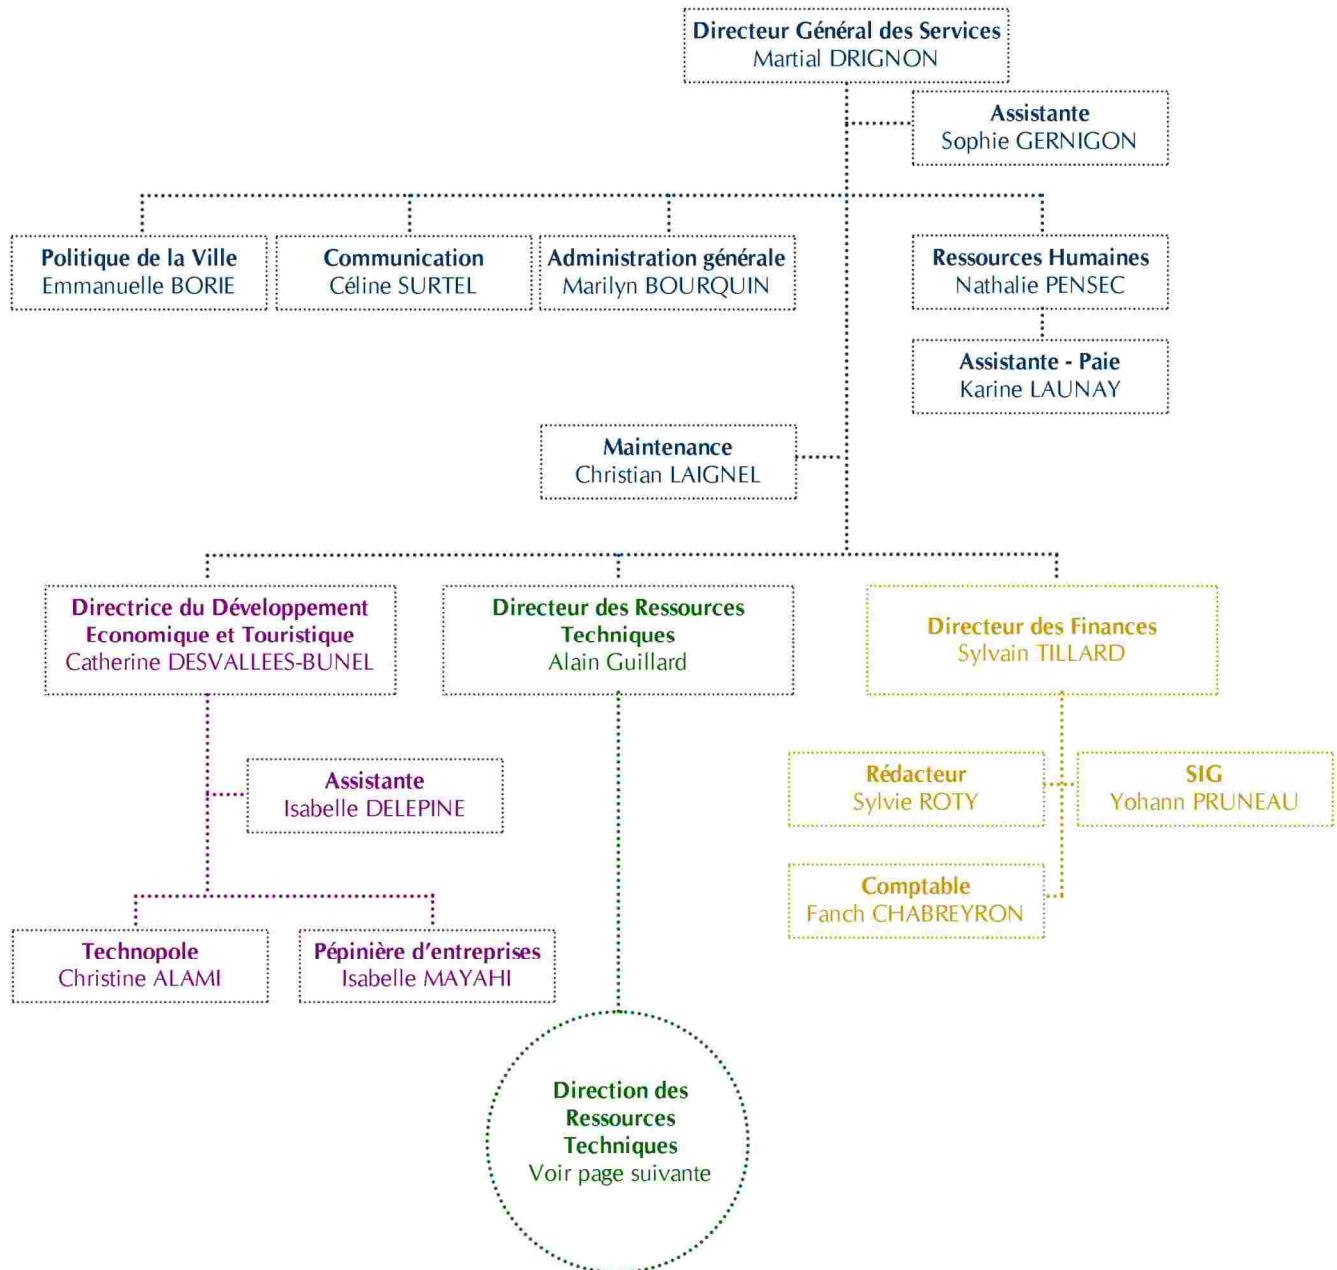 Directeur Général des Services
Martial DRIGNON
Assistante
Sophie GERNIGON
Politique de la Ville
Emmanuelle BORIE
Communication
Céline SURTEL
Administration générale
Marilyn BOURQUIN
Ressources Humaines
Nathalie PENSEC
Assistante - Paie
Karine LAUNAY
Maintenance
Christian LAIGNEL
Directrice du Développement
Economique et Touristique
Catherine DESVALLEES-BUNEL
Directeur des Ressources
Techniques
Alain Guillard
Directeur des Finances
Sylvain TILLARD
Assistante
Isabelle DELEPINE
Rédacteur
Sylvie ROTY
SIG
Yohann PRUNEAU
Comptable
Fanch CHABREYRON
Technopole
Christine ALAMI
Pépinière d'entreprises
Isabelle MAYAHI
Direction des
Ressources
Techniques
Voir page suivante